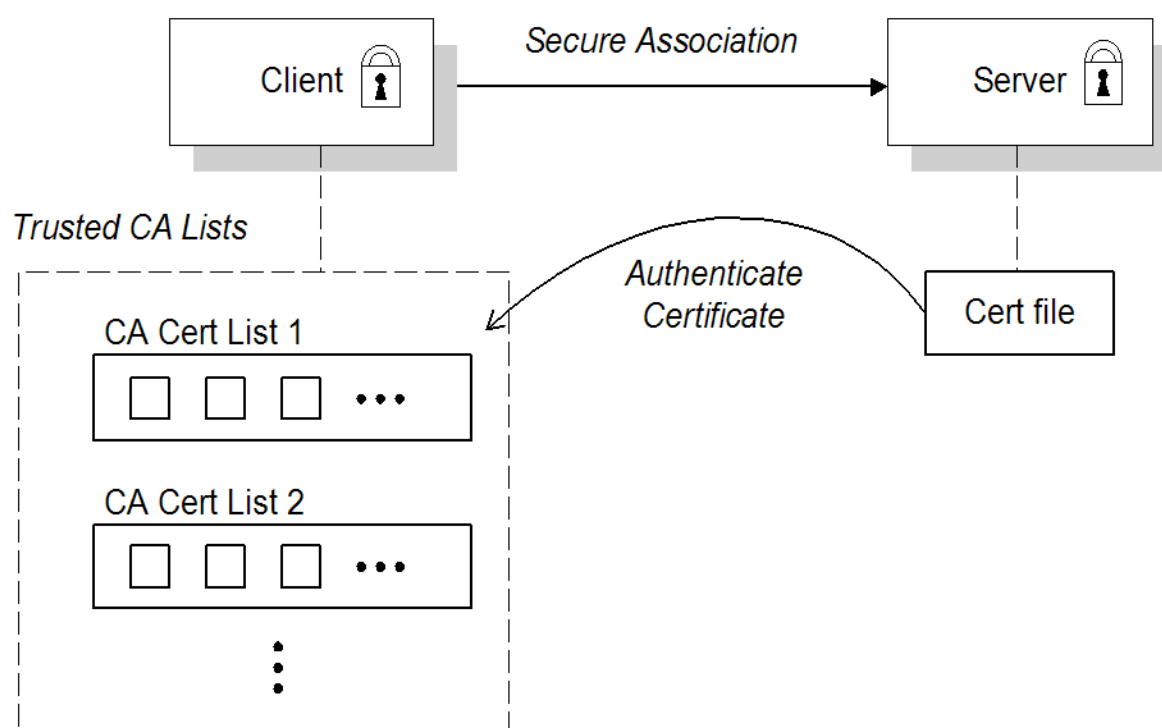 Secure Association
Client
Server
Trusted CA Lists
Authenticate
Certificate
Cert file
CA Cert List 1
CA Cert List 2